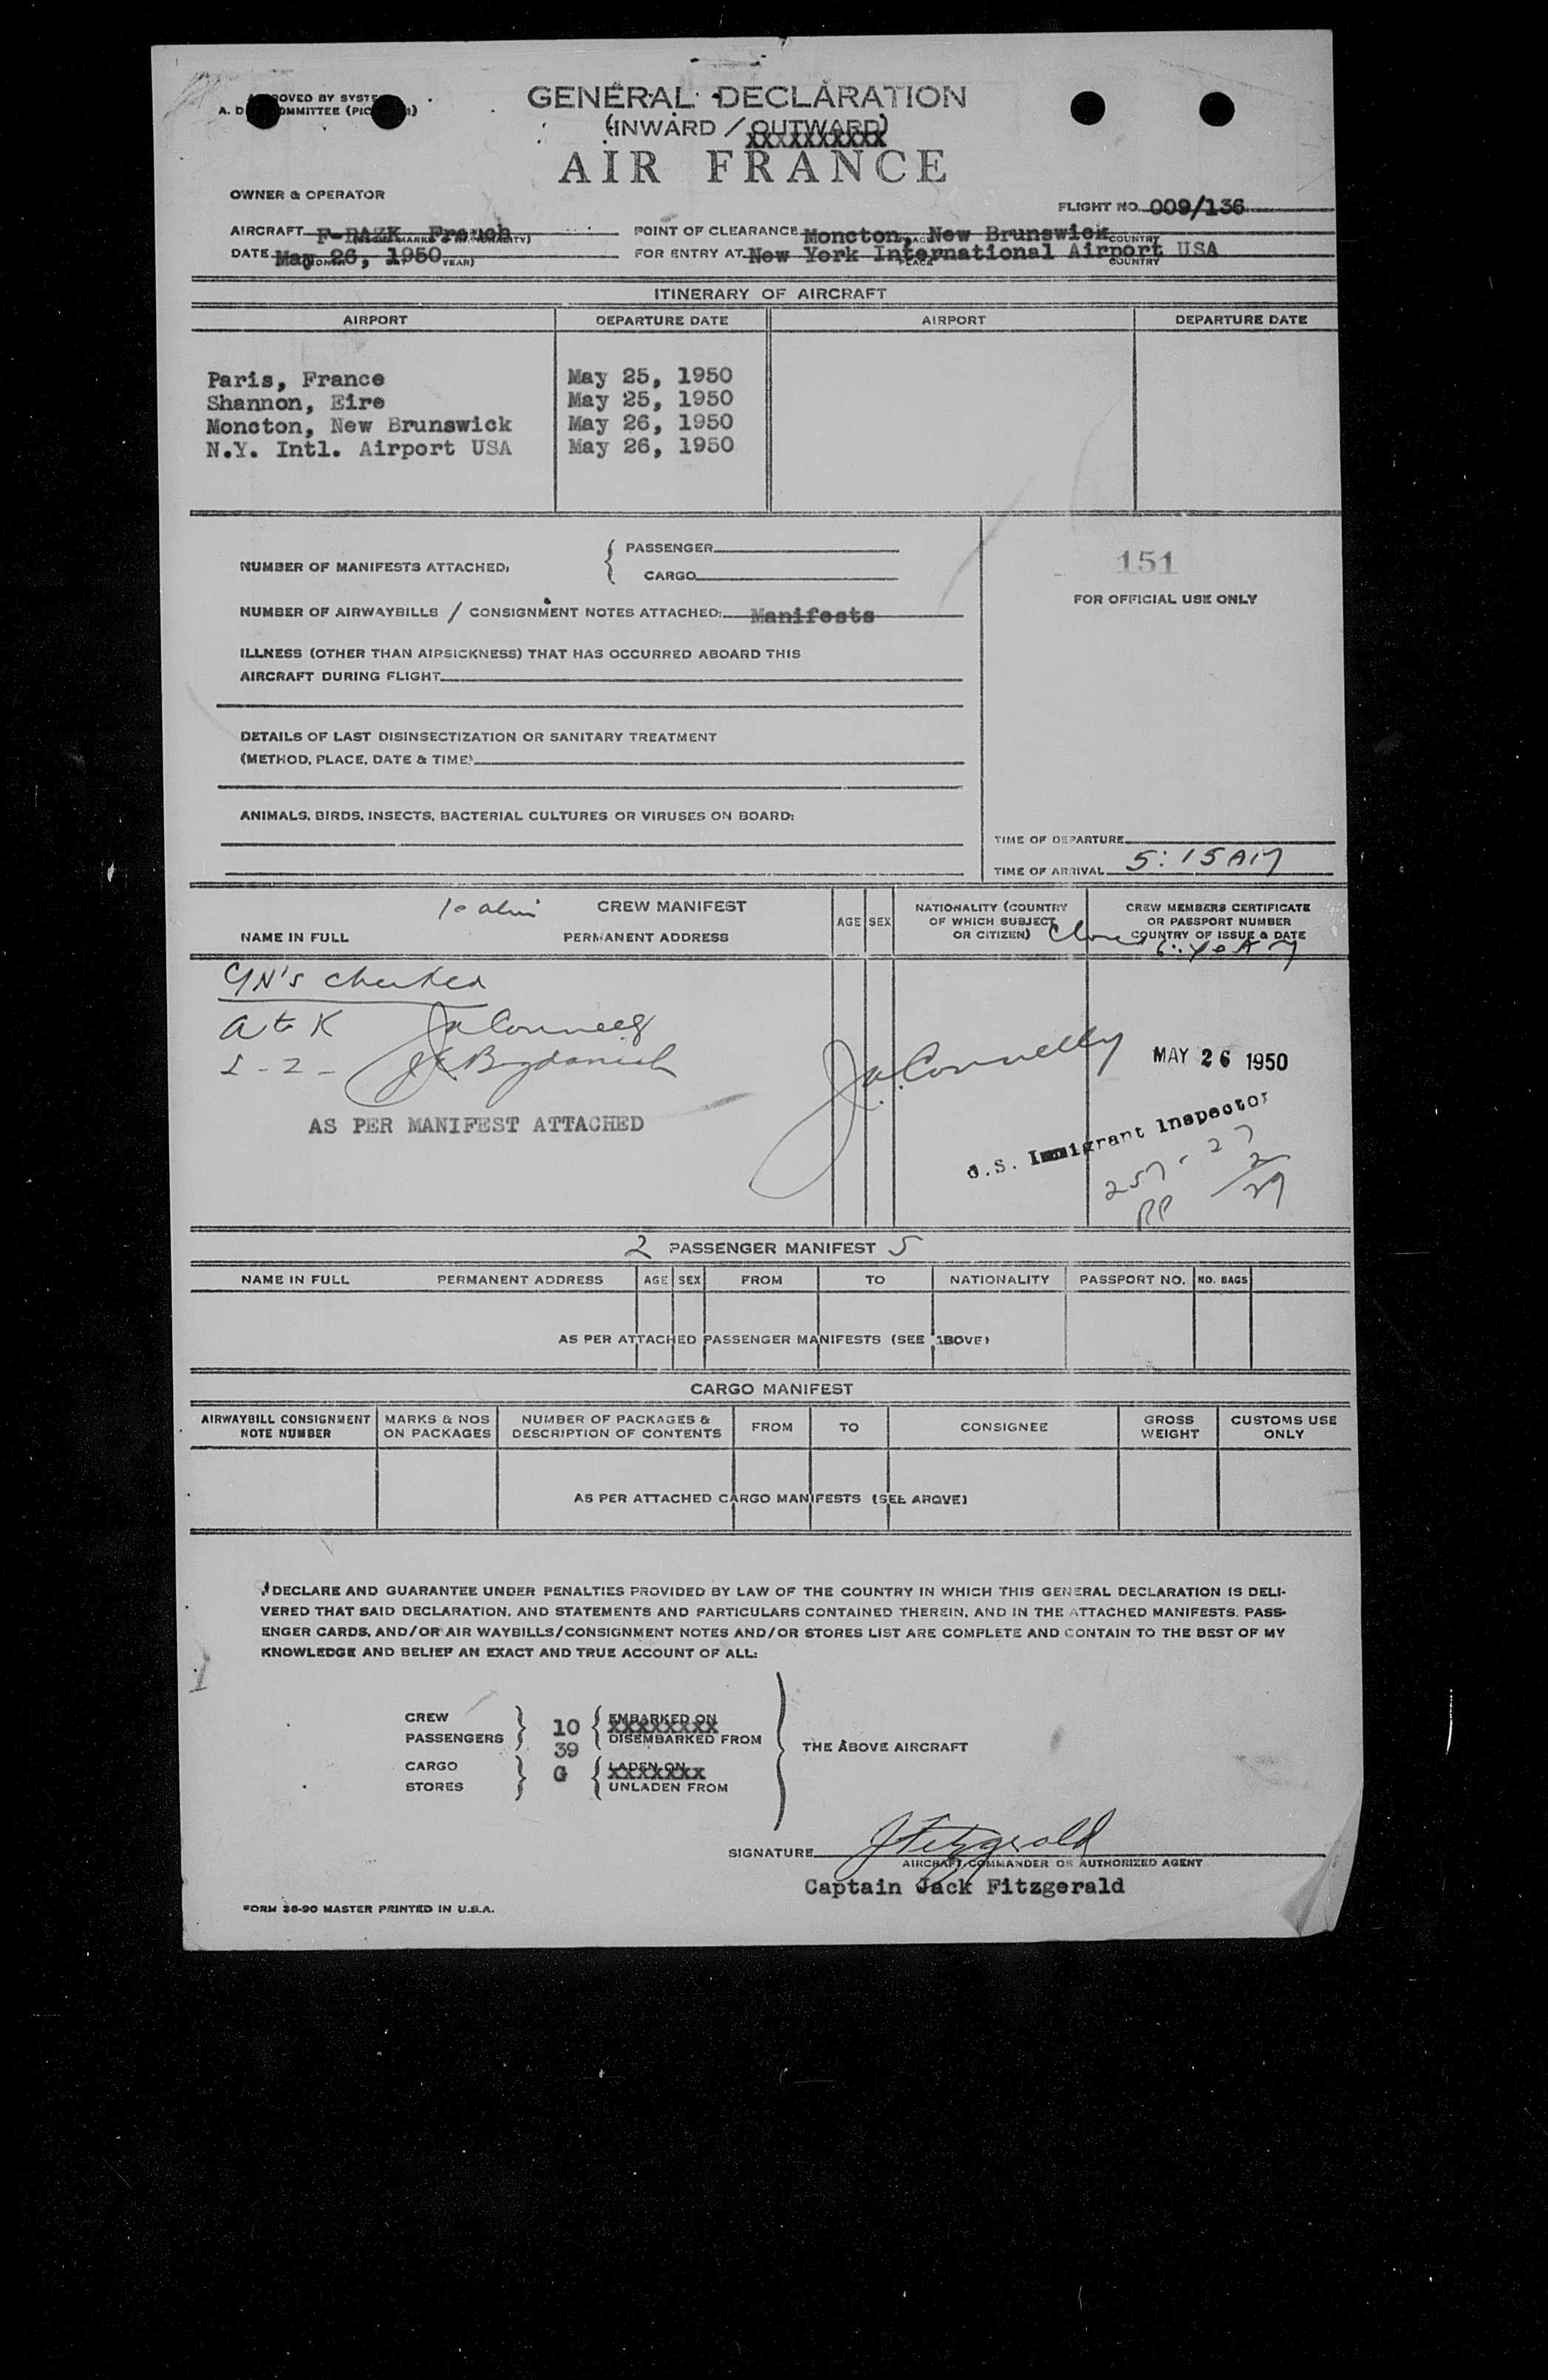 GENERAL DECLARATION
(INWARD / OUTWARD)
AIR FRANCE
OWNER & OPERATOR
FLIGHT NO. 009/136
AIRCRAFT F-BAZK French
POINT OF CLEARANCE Moncton, New Brunswick
DATE May 26, 1950
FOR ENTRY AT New York International Airport USA
ITINERARY OF AIRCRAFT
AIRPORT DEPARTURE DATE AIRPORT DEPARTURE DATE
Paris, France May 25, 1950
Shannon, Eire May 25, 1950
Moncton, New Brunswick May 26, 1950
N.Y. Intl. Airport USA May 26, 1950
NUMBER OF MANIFESTS ATTACHED:
PASSENGER
CARGO
151
FOR OFFICIAL USE ONLY
NUMBER OF AIRWAYBILLS / CONSIGNMENT NOTES ATTACHED: Manifests
ILLNESS (OTHER THAN AIRSICKNESS) THAT HAS OCCURRED ABOARD THIS
AIRCRAFT DURING FLIGHT
DETAILS OF LAST DISINSECTIZATION OR SANITARY TREATMENT
(METHOD, PLACE, DATE & TIME)
ANIMALS, BIRDS, INSECTS, BACTERIAL CULTURES OR VIRUSES ON BOARD:
TIME OF DEPARTURE
TIME OF ARRIVAL 5:15 AM
CREW MANIFEST
NAME IN FULL PERMANENT ADDRESS
AGE SEX
NATIONALITY (COUNTRY
OF WHICH SUBJECT
OR CITIZEN)
CREW MEMBERS CERTIFICATE
OR PASSPORT NUMBER
COUNTRY OF ISSUE & DATE
A to K
J Connelly
MAY 26 1950
AS PER MANIFEST ATTACHED
U.S. Immigrant Inspector
2 PASSENGER MANIFEST 5
NAME IN FULL PERMANENT ADDRESS AGE SEX FROM TO NATIONALITY PASSPORT NO. NO. BAGS
AS PER ATTACHED PASSENGER MANIFESTS (SEE ABOVE)
CARGO MANIFEST
AIRWAYBILL CONSIGNMENT NOTE NUMBER
MARKS & NOS ON PACKAGES
NUMBER OF PACKAGES & DESCRIPTION OF CONTENTS
FROM
TO
CONSIGNEE
GROSS WEIGHT
CUSTOMS USE ONLY
AS PER ATTACHED CARGO MANIFESTS (SEE ABOVE)
I DECLARE AND GUARANTEE UNDER PENALTIES PROVIDED BY LAW OF THE COUNTRY IN WHICH THIS GENERAL DECLARATION IS DELI-
VERED THAT SAID DECLARATION, AND STATEMENTS AND PARTICULARS CONTAINED THEREIN, AND IN THE ATTACHED MANIFESTS, PASS-
ENGER CARDS, AND/OR AIR WAYBILLS/CONSIGNMENT NOTES AND/OR STORES LIST ARE COMPLETE AND CONTAIN TO THE BEST OF MY
KNOWLEDGE AND BELIEF AN EXACT AND TRUE ACCOUNT OF ALL:
CREW 10 EMBARKED ON
PASSENGERS 39 DISEMBARKED FROM
THE ABOVE AIRCRAFT
CARGO G LADEN ON
STORES UNLADEN FROM
SIGNATURE JFitzgerald
AIRCRAFT COMMANDER OR AUTHORIZED AGENT
Captain Jack Fitzgerald
FORM 36-90 MASTER PRINTED IN U.S.A.